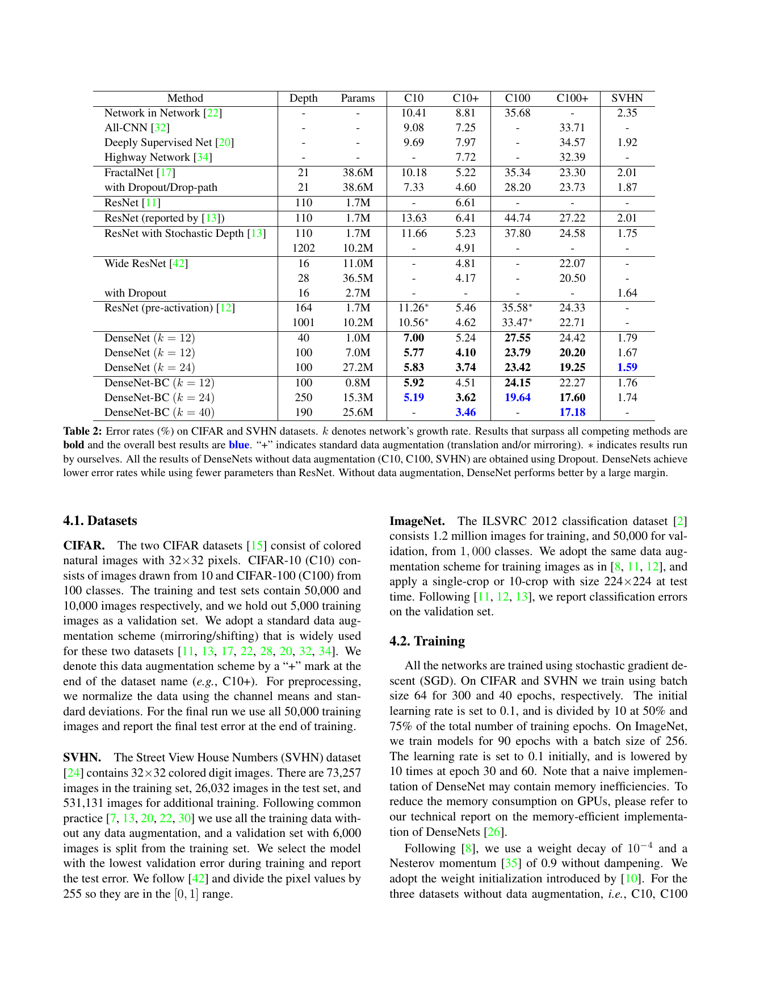 Method Depth Params C10 C10+ C100 C100+ SVHN
Network in Network [22] - - 10.41 8.81 35.68 - 2.35
All-CNN [32] - - 9.08 7.25 - 33.71 -
Deeply Supervised Net [20] - - 9.69 7.97 - 34.57 1.92
Highway Network [34] - - - 7.72 - 32.39 -
FractalNet [17] 21 38.6M 10.18 5.22 35.34 23.30 2.01
with Dropout/Drop-path 21 38.6M 7.33 4.60 28.20 23.73 1.87
ResNet [11] 110 1.7M - 6.61 - - -
ResNet (reported by [13]) 110 1.7M 13.63 6.41 44.74 27.22 2.01
ResNet with Stochastic Depth [13] 110 1.7M 11.66 5.23 37.80 24.58 1.75
1202 10.2M - 4.91 - - -
Wide ResNet [42] 16 11.0M - 4.81 - 22.07 -
28 36.5M - 4.17 - 20.50 -
with Dropout 16 2.7M - - - - 1.64
ResNet (pre-activation) [12] 164 1.7M 11.26* 5.46 35.58* 24.33 -
1001 10.2M 10.56* 4.62 33.47* 22.71 -
DenseNet (k = 12) 40 1.0M 7.00 5.24 27.55 24.42 1.79
DenseNet (k = 12) 100 7.0M 5.77 4.10 23.79 20.20 1.67
DenseNet (k = 24) 100 27.2M 5.83 3.74 23.42 19.25 1.59
DenseNet-BC (k = 12) 100 0.8M 5.92 4.51 24.15 22.27 1.76
DenseNet-BC (k = 24) 250 15.3M 5.19 3.62 19.64 17.60 1.74
DenseNet-BC (k = 40) 190 25.6M - 3.46 - 17.18 -
Table 2: Error rates (%) on CIFAR and SVHN datasets. k denotes network's growth rate. Results that surpass all competing methods are
bold and the overall best results are blue. “+” indicates standard data augmentation (translation and/or mirroring). ∗ indicates results run
by ourselves. All the results of DenseNets without data augmentation (C10, C100, SVHN) are obtained using Dropout. DenseNets achieve
lower error rates while using fewer parameters than ResNet. Without data augmentation, DenseNet performs better by a large margin.
4.1. Datasets
CIFAR. The two CIFAR datasets [15] consist of colored
natural images with 32×32 pixels. CIFAR-10 (C10) con-
sists of images drawn from 10 and CIFAR-100 (C100) from
100 classes. The training and test sets contain 50,000 and
10,000 images respectively, and we hold out 5,000 training
images as a validation set. We adopt a standard data aug-
mentation scheme (mirroring/shifting) that is widely used
for these two datasets [11, 13, 17, 22, 28, 20, 32, 34]. We
denote this data augmentation scheme by a “+” mark at the
end of the dataset name (e.g., C10+). For preprocessing,
we normalize the data using the channel means and stan-
dard deviations. For the final run we use all 50,000 training
images and report the final test error at the end of training.
SVHN. The Street View House Numbers (SVHN) dataset
[24] contains 32×32 colored digit images. There are 73,257
images in the training set, 26,032 images in the test set, and
531,131 images for additional training. Following common
practice [7, 13, 20, 22, 30] we use all the training data with-
out any data augmentation, and a validation set with 6,000
images is split from the training set. We select the model
with the lowest validation error during training and report
the test error. We follow [42] and divide the pixel values by
255 so they are in the [0, 1] range.
ImageNet. The ILSVRC 2012 classification dataset [2]
consists 1.2 million images for training, and 50,000 for val-
idation, from 1, 000 classes. We adopt the same data aug-
mentation scheme for training images as in [8, 11, 12], and
apply a single-crop or 10-crop with size 224×224 at test
time. Following [11, 12, 13], we report classification errors
on the validation set.
4.2. Training
All the networks are trained using stochastic gradient de-
scent (SGD). On CIFAR and SVHN we train using batch
size 64 for 300 and 40 epochs, respectively. The initial
learning rate is set to 0.1, and is divided by 10 at 50% and
75% of the total number of training epochs. On ImageNet,
we train models for 90 epochs with a batch size of 256.
The learning rate is set to 0.1 initially, and is lowered by
10 times at epoch 30 and 60. Note that a naive implemen-
tation of DenseNet may contain memory inefficiencies. To
reduce the memory consumption on GPUs, please refer to
our technical report on the memory-efficient implementa-
tion of DenseNets [26].
Following [8], we use a weight decay of 10⁻⁴ and a
Nesterov momentum [35] of 0.9 without dampening. We
adopt the weight initialization introduced by [10]. For the
three datasets without data augmentation, i.e., C10, C100